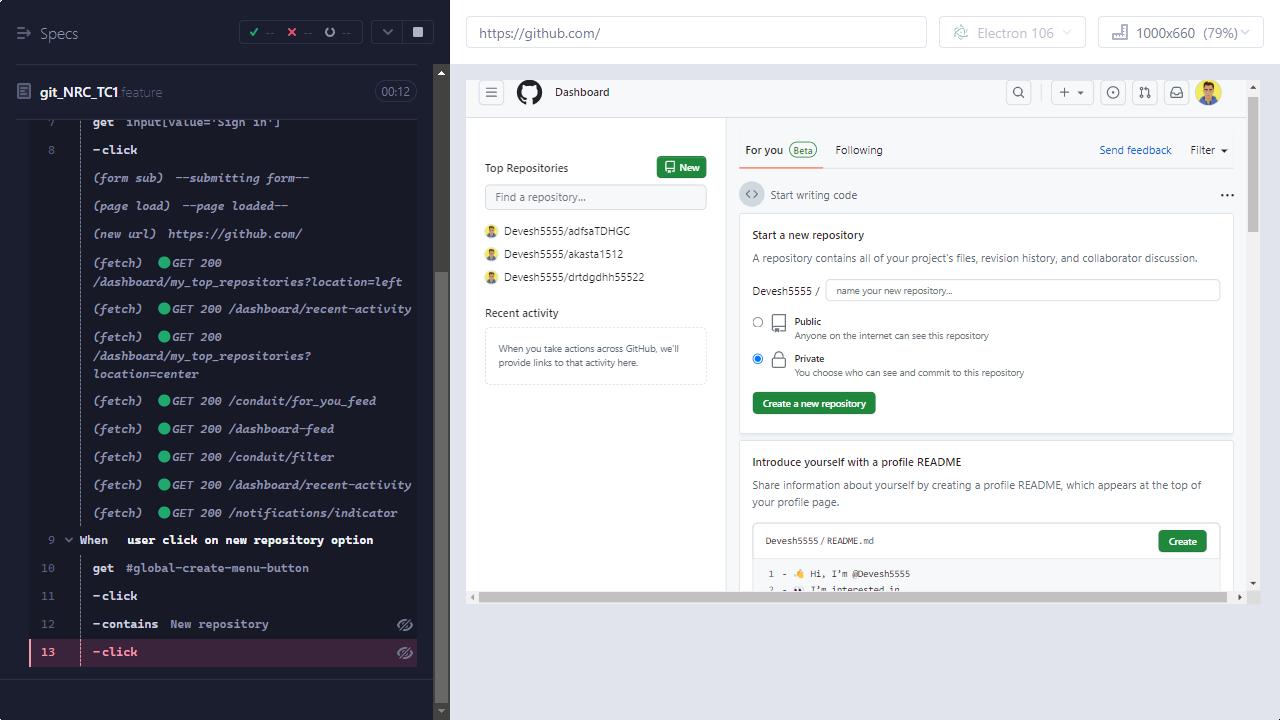 Specs
-- -- --
https://github.com/
Electron 106
1000x660 (79%)
git_NRC_TC1.feature
00:12
7 get input[value='Sign in']
8 -click
(form sub) --submitting form--
(page load) --page loaded--
(new url) https://github.com/
(fetch) GET 200
/dashboard/my_top_repositories?location=left
(fetch) GET 200 /dashboard/recent-activity
(fetch) GET 200
/dashboard/my_top_repositories?
location=center
(fetch) GET 200 /conduit/for_you_feed
(fetch) GET 200 /dashboard-feed
(fetch) GET 200 /conduit/filter
(fetch) GET 200 /dashboard/recent-activity
(fetch) GET 200 /notifications/indicator
9 When user click on new repository option
10 get #global-create-menu-button
11 -click
12 -contains New repository
13 -click
Dashboard
Top Repositories
New
Find a repository...
Devesh5555/adfsaTDHGC
Devesh5555/akasta1512
Devesh5555/drtdgdhh55522
Recent activity
When you take actions across GitHub, we'll
provide links to that activity here.
For you Beta Following Send feedback Filter
Start writing code
Start a new repository
A repository contains all of your project's files, revision history, and collaborator discussion.
Devesh5555 / name your new repository...
Public
Anyone on the internet can see this repository
Private
You choose who can see and commit to this repository
Create a new repository
Introduce yourself with a profile README
Share information about yourself by creating a profile README, which appears at the top of
your profile page.
Devesh5555 / README.md
Create
1 - 👋 Hi, I'm @Devesh5555
2 - 👀 I'm interested in